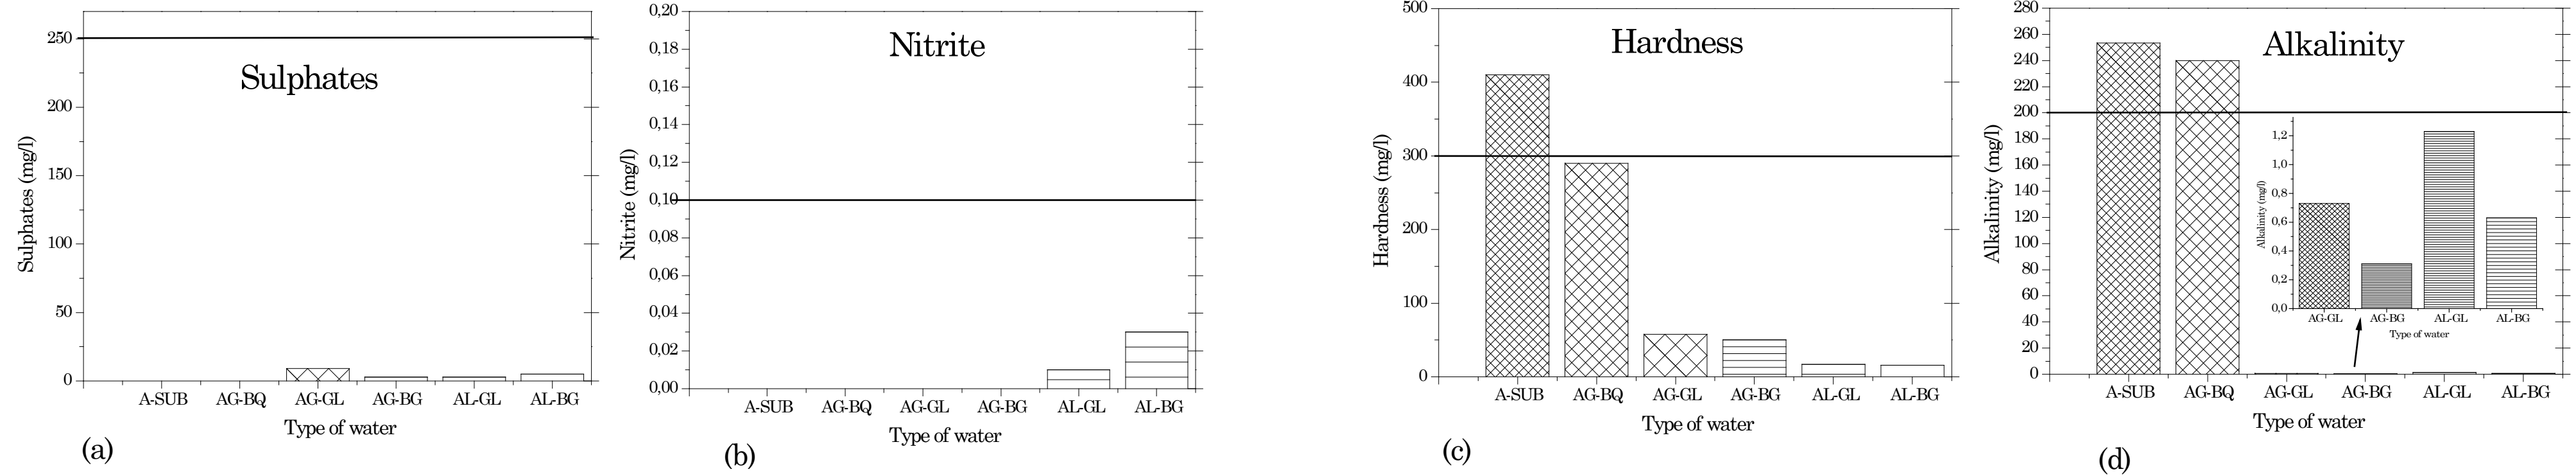 250
200
150
100
50
0
Sulphates (mg/l)
Sulphates
A-SUB AG-BQ AG-GL AG-BG AL-GL AL-BG
Type of water
(a)
0,20
0,18
0,16
0,14
0,12
0,10
0,08
0,06
0,04
0,02
0,00
Nitrite (mg/l)
Nitrite
A-SUB AG-BQ AG-GL AG-BG AL-GL AL-BG
Type of water
(b)
500
400
300
200
100
0
Hardness (mg/l)
Hardness
A-SUB AG-BQ AG-GL AG-BG AL-GL AL-BG
Type of water
(c)
280
260
240
220
200
180
160
140
120
100
80
60
40
20
0
Alkalinity (mg/l)
Alkalinity
1,2
1,0
0,8
0,6
0,4
0,2
0,0
Alkalinity (mg/l)
AG-GL AG-BG AL-GL AL-BG
Type of water
A-SUB AG-BQ AG-GL AG-BG AL-GL AL-BG
Type of water
(d)